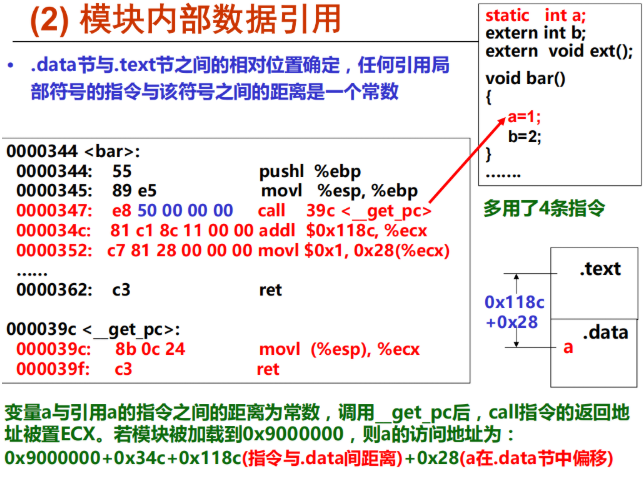 (2) 模块内部数据引用
• .data节与.text节之间的相对位置确定，任何引用局
部符号的指令与该符号之间的距离是一个常数
static int a;
extern int b;
extern void ext();
void bar()
{
a=1;
b=2;
}
…….
0000344 <bar>:
0000344: 55 pushl %ebp
0000345: 89 e5 movl %esp, %ebp
0000347: e8 50 00 00 00 call 39c <__get_pc>
000034c: 81 c1 8c 11 00 00 addl $0x118c, %ecx
0000352: c7 81 28 00 00 00 movl $0x1, 0x28(%ecx)
……
0000362: c3 ret
000039c <__get_pc>:
000039c: 8b 0c 24 movl (%esp), %ecx
000039f: c3 ret
多用了4条指令
.text
0x118c
+0x28
.data
a
变量a与引用a的指令之间的距离为常数，调用__get_pc后，call指令的返回地
址被置ECX。若模块被加载到0x9000000，则a的访问地址为：
0x9000000+0x34c+0x118c(指令与.data间距离)+0x28(a在.data节中偏移)